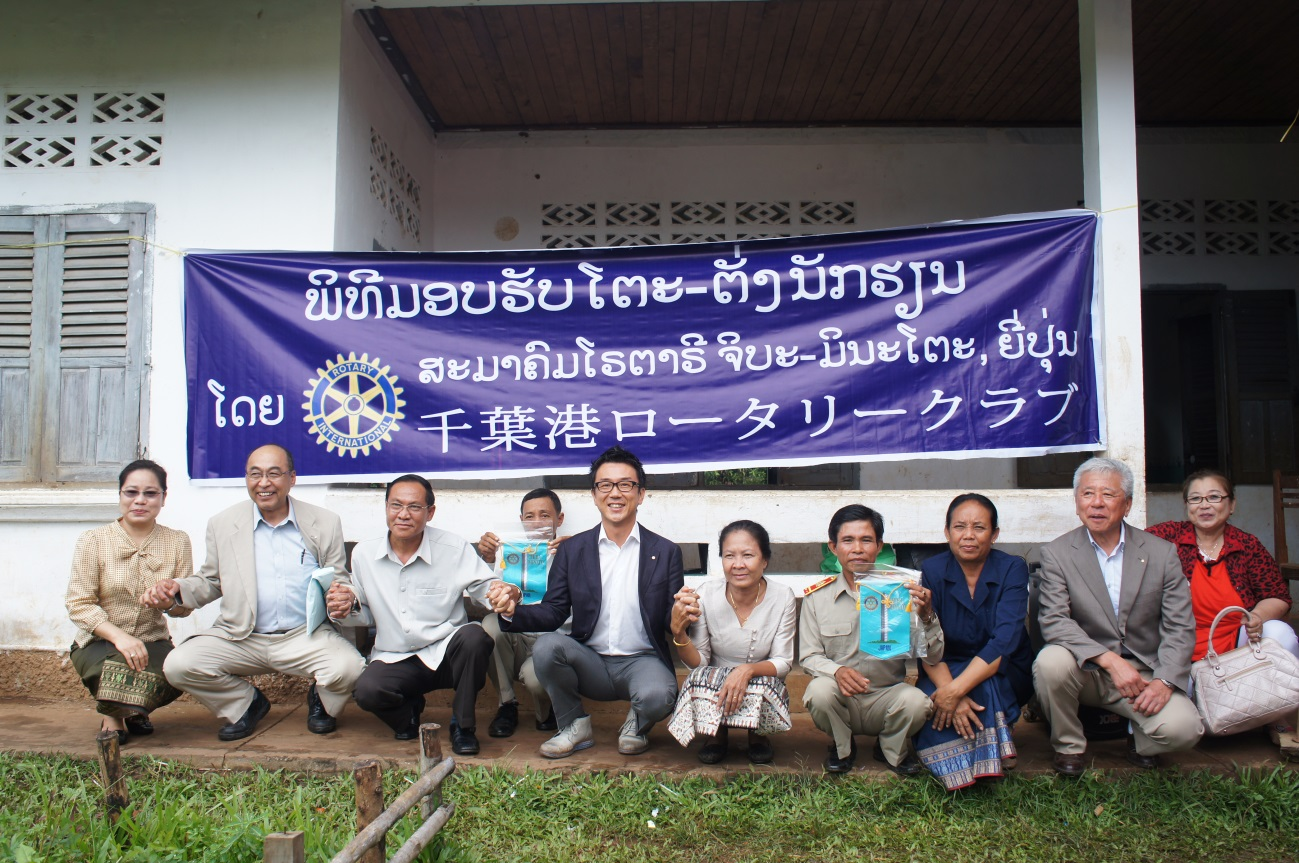 ພິທີມອບຮັບໂຕະ-ຕັ່ງນັກຮຽນ
ສະມາຄົມໂຣຕາຣີ ຈິບະ-ມິນະໂຕະ, ຍີ່ປຸ່ນ
ໂດຍ
ROTARY
INTERNATIONAL
千葉港ロータリークラブ